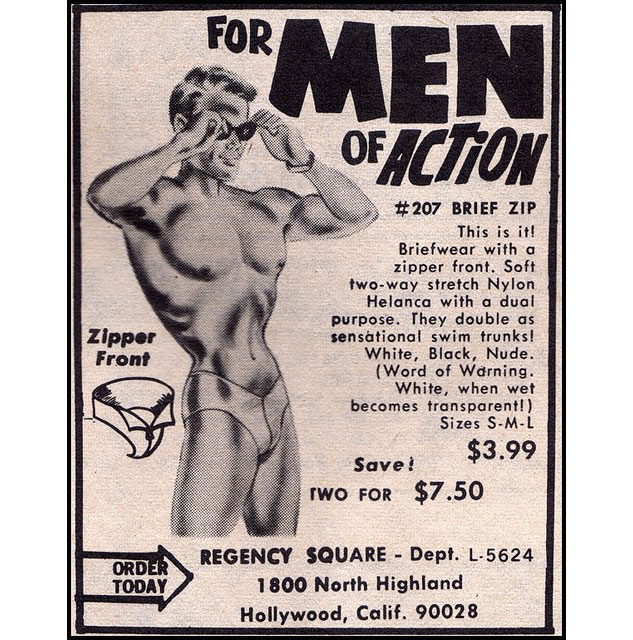 FOR MEN
OF ACTION
#207 BRIEF ZIP
This is it!
Briefwear with a
zipper front. Soft
two-way stretch Nylon
Helanca with a dual
purpose. They double as
sensational swim trunks!
White, Black, Nude.
(Word of Warning.
White, when wet
becomes transparent!)
Sizes S-M-L
$3.99
Save!
TWO FOR $7.50
Zipper
Front
ORDER
TODAY
REGENCY SQUARE - Dept. L-5624
1800 North Highland
Hollywood, Calif. 90028